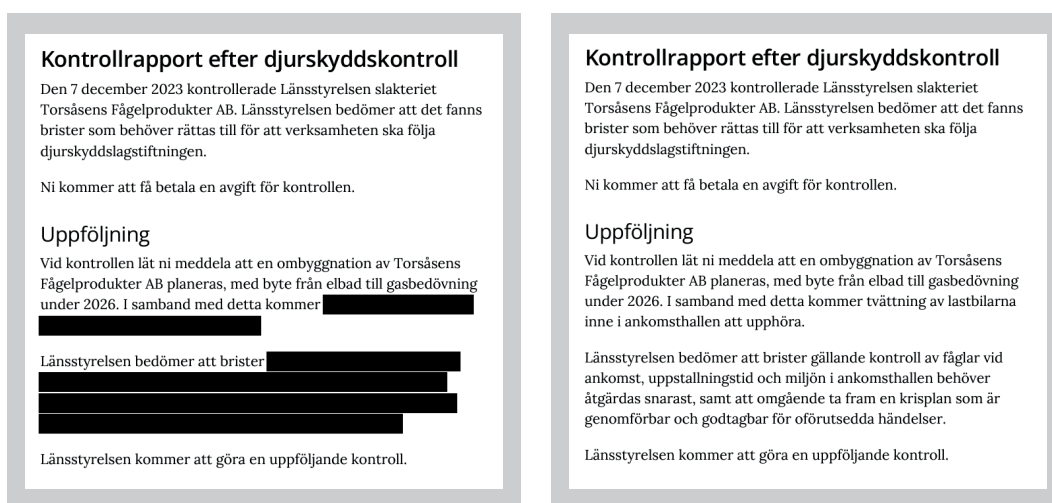 Kontrollrapport efter djurskyddskontroll
Den 7 december 2023 kontrollerade Länsstyrelsen slakteriet
Torsåsens Fågelprodukter AB. Länsstyrelsen bedömer att det fanns
brister som behöver rättas till för att verksamheten ska följa
djurskyddslagstiftningen.
Ni kommer att få betala en avgift för kontrollen.
Uppföljning
Vid kontrollen lät ni meddela att en ombyggnation av Torsåsens
Fågelprodukter AB planeras, med byte från elbad till gasbedövning
under 2026. I samband med detta kommer
Länsstyrelsen bedömer att brister
Länsstyrelsen kommer att göra en uppföljande kontroll.
Kontrollrapport efter djurskyddskontroll
Den 7 december 2023 kontrollerade Länsstyrelsen slakteriet
Torsåsens Fågelprodukter AB. Länsstyrelsen bedömer att det fanns
brister som behöver rättas till för att verksamheten ska följa
djurskyddslagstiftningen.
Ni kommer att få betala en avgift för kontrollen.
Uppföljning
Vid kontrollen lät ni meddela att en ombyggnation av Torsåsens
Fågelprodukter AB planeras, med byte från elbad till gasbedövning
under 2026. I samband med detta kommer tvättning av lastbilarna
inne i ankomsthallen att upphöra.
Länsstyrelsen bedömer att brister gällande kontroll av fåglar vid
ankomst, uppstallningstid och miljön i ankomsthallen behöver
åtgärdas snarast, samt att omgående ta fram en krisplan som är
genomförbar och godtagbar för oförutsedda händelser.
Länsstyrelsen kommer att göra en uppföljande kontroll.